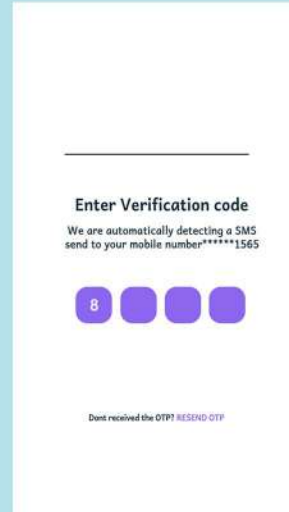 Enter Verification code
We are automatically detecting a SMS
send to your mobile number******1565
8
Dont received the OTP? RESEND OTP